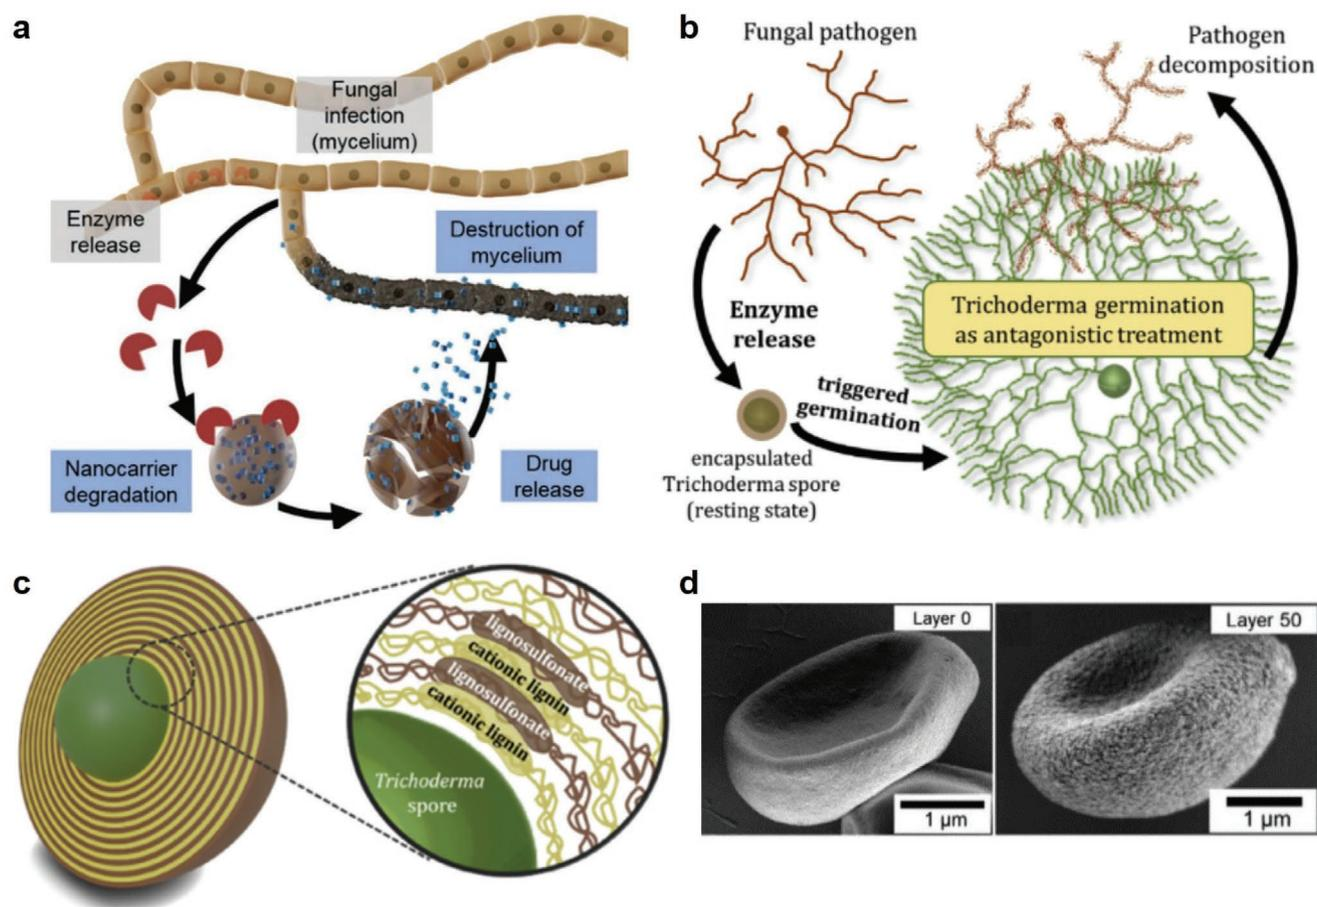 a
Fungal
infection
(mycelium)
Enzyme
release
Destruction of
mycelium
Nanocarrier
degradation
Drug
release
b
Fungal pathogen
Pathogen
decomposition
Enzyme
release
Trichoderma germination
as antagonistic treatment
triggered
germination
encapsulated
Trichoderma spore
(resting state)
c
lignosulfonate
cationic lignin
lignosulfonate
cationic lignin
Trichoderma
spore
d
Layer 0
1 µm
Layer 50
1 µm